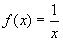 f(x) = 1/x